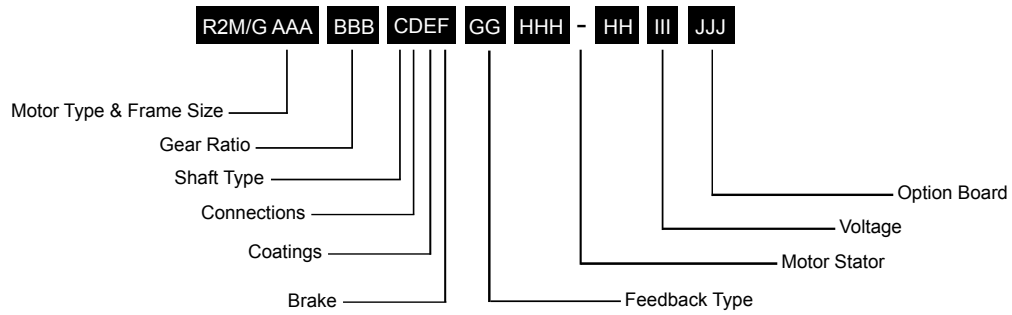 R2M/G AAA BBB CDEF GG HHH - HH III JJJ
Motor Type & Frame Size
Gear Ratio
Shaft Type
Option Board
Connections
Voltage
Coatings
Motor Stator
Brake
Feedback Type